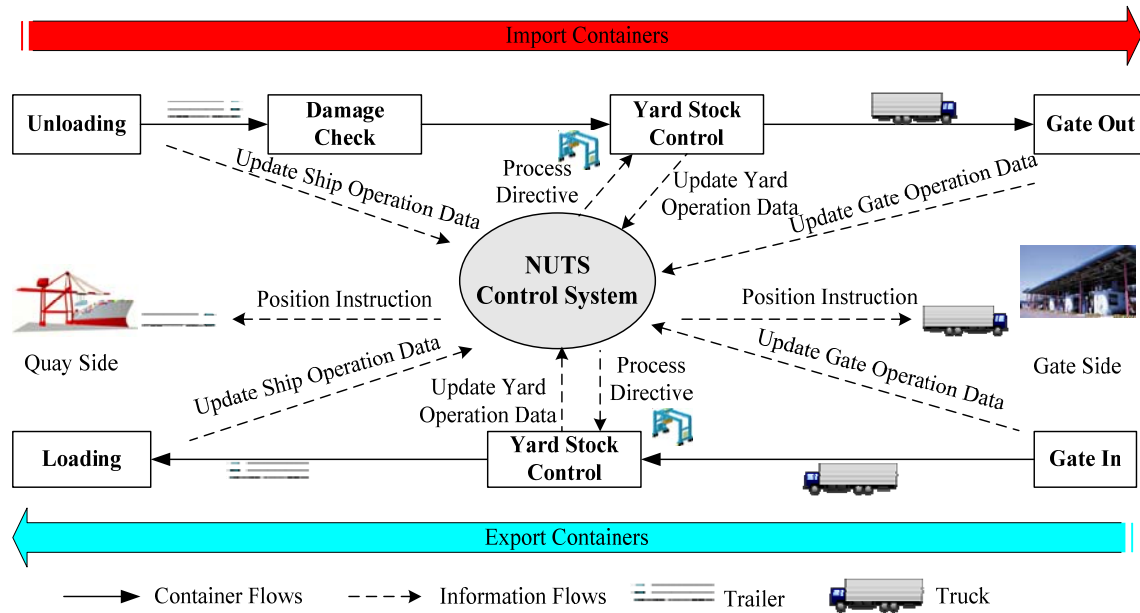 Import Containers
Unloading
Damage
Check
Yard Stock
Control
Gate Out
Update Ship Operation Data
Process
Directive
Update Yard
Operation Data
Update Gate Operation Data
NUTS
Control System
Position Instruction
Position Instruction
Quay Side
Gate Side
Update Ship Operation Data
Update Yard
Operation Data
Process
Directive
Update Gate Operation Data
Loading
Yard Stock
Control
Gate In
Export Containers
Container Flows
Information Flows
Trailer
Truck